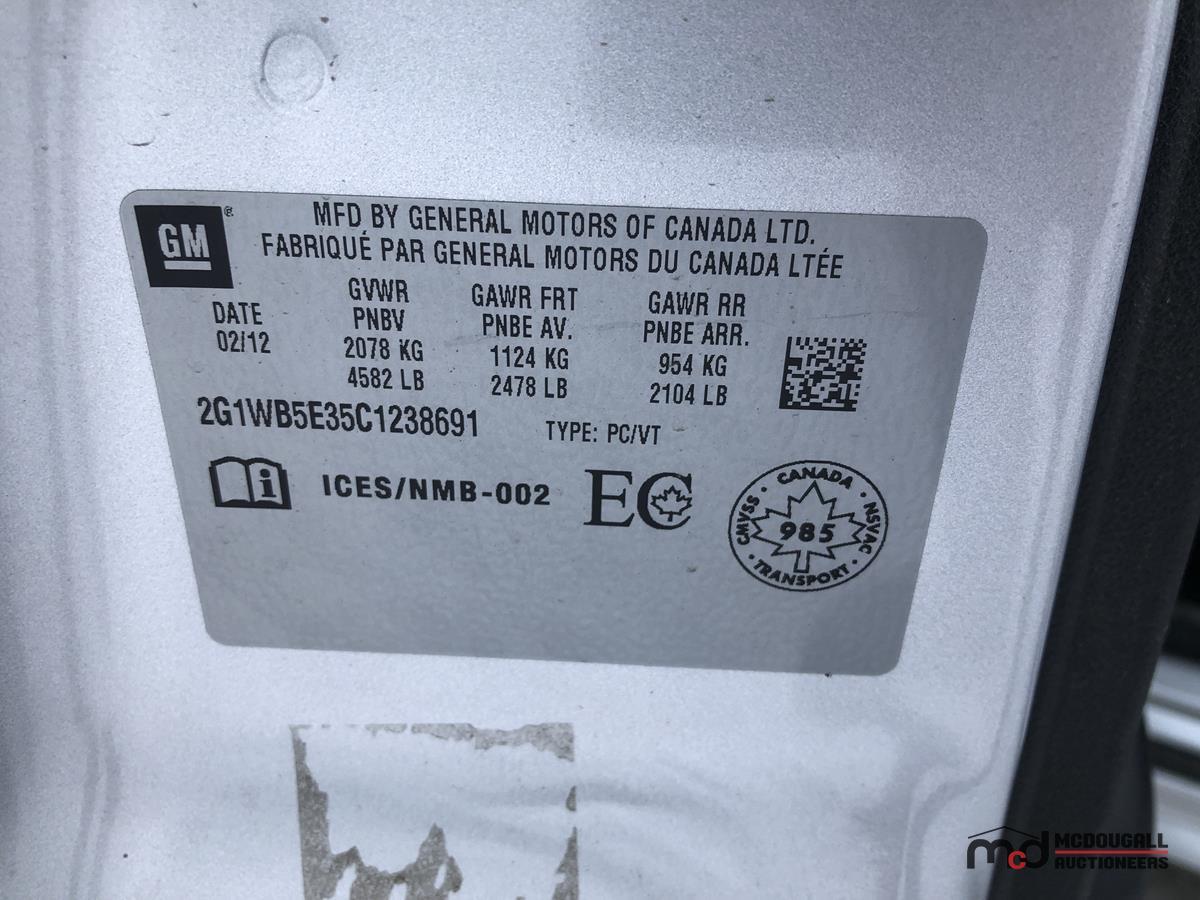 GM®
MFD BY GENERAL MOTORS OF CANADA LTD.
FABRIQUÉ PAR GENERAL MOTORS DU CANADA LTÉE
DATE
02/12
GVWR
PNBV
2078 KG
4582 LB
GAWR FRT
PNBE AV.
1124 KG
2478 LB
GAWR RR
PNBE ARR.
954 KG
2104 LB
2G1WB5E35C1238691
TYPE: PC/VT
i
ICES/NMB-002
EC
CANADA
CMVSS · NSVAC
985
TRANSPORT
mcd
MCDOUGALL
AUCTIONEERS